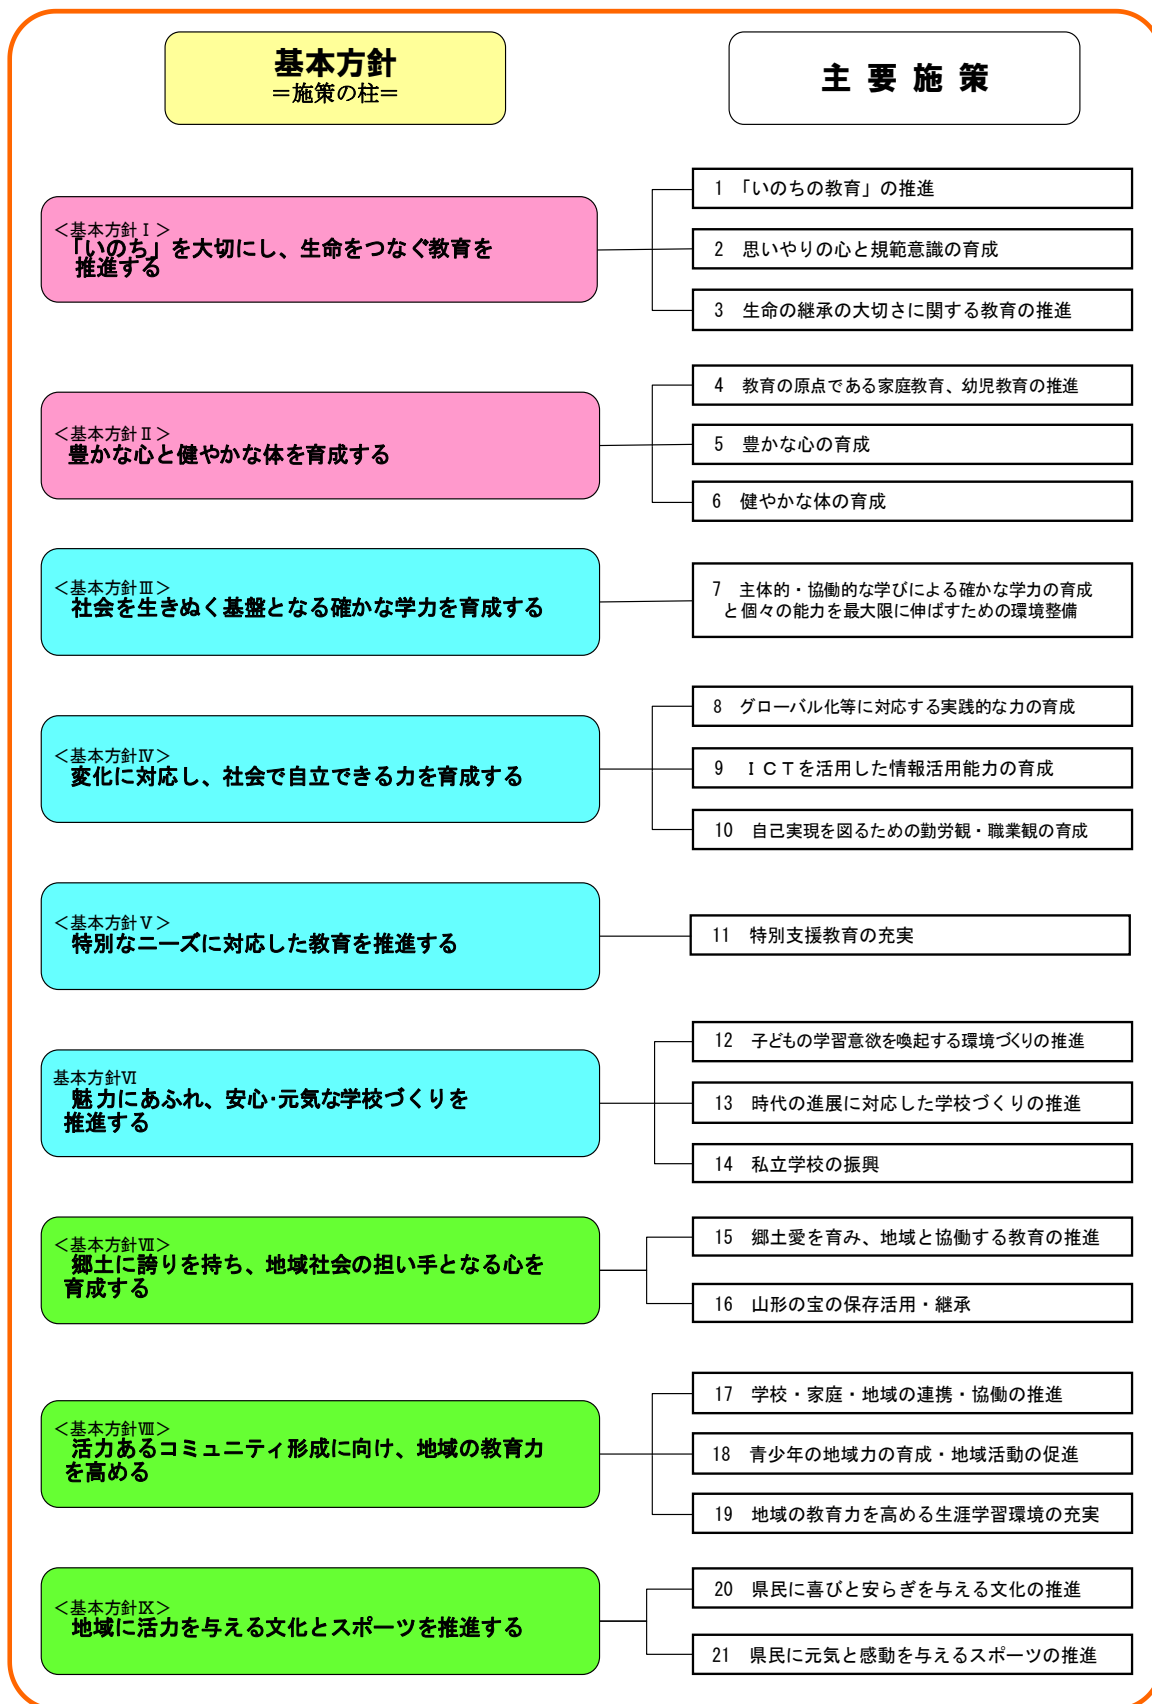 基本方針
＝施策の柱＝
主 要 施 策
＜基本方針Ⅰ＞
「いのち」を大切にし、生命をつなぐ教育を
推進する
1 「いのちの教育」の推進
2 思いやりの心と規範意識の育成
3 生命の継承の大切さに関する教育の推進
＜基本方針Ⅱ＞
豊かな心と健やかな体を育成する
4 教育の原点である家庭教育、幼児教育の推進
5 豊かな心の育成
6 健やかな体の育成
＜基本方針Ⅲ＞
社会を生きぬく基盤となる確かな学力を育成する
7 主体的・協働的な学びによる確かな学力の育成
と個々の能力を最大限に伸ばすための環境整備
＜基本方針Ⅳ＞
変化に対応し、社会で自立できる力を育成する
8 グローバル化等に対応する実践的な力の育成
9 ＩＣＴを活用した情報活用能力の育成
10 自己実現を図るための勤労観・職業観の育成
＜基本方針Ⅴ＞
特別なニーズに対応した教育を推進する
11 特別支援教育の充実
基本方針Ⅵ
魅力にあふれ、安心・元気な学校づくりを
推進する
12 子どもの学習意欲を喚起する環境づくりの推進
13 時代の進展に対応した学校づくりの推進
14 私立学校の振興
＜基本方針Ⅶ＞
郷土に誇りを持ち、地域社会の担い手となる心を
育成する
15 郷土愛を育み、地域と協働する教育の推進
16 山形の宝の保存活用・継承
＜基本方針Ⅷ＞
活力あるコミュニティ形成に向け、地域の教育力
を高める
17 学校・家庭・地域の連携・協働の推進
18 青少年の地域力の育成・地域活動の促進
19 地域の教育力を高める生涯学習環境の充実
＜基本方針Ⅸ＞
地域に活力を与える文化とスポーツを推進する
20 県民に喜びと安らぎを与える文化の推進
21 県民に元気と感動を与えるスポーツの推進